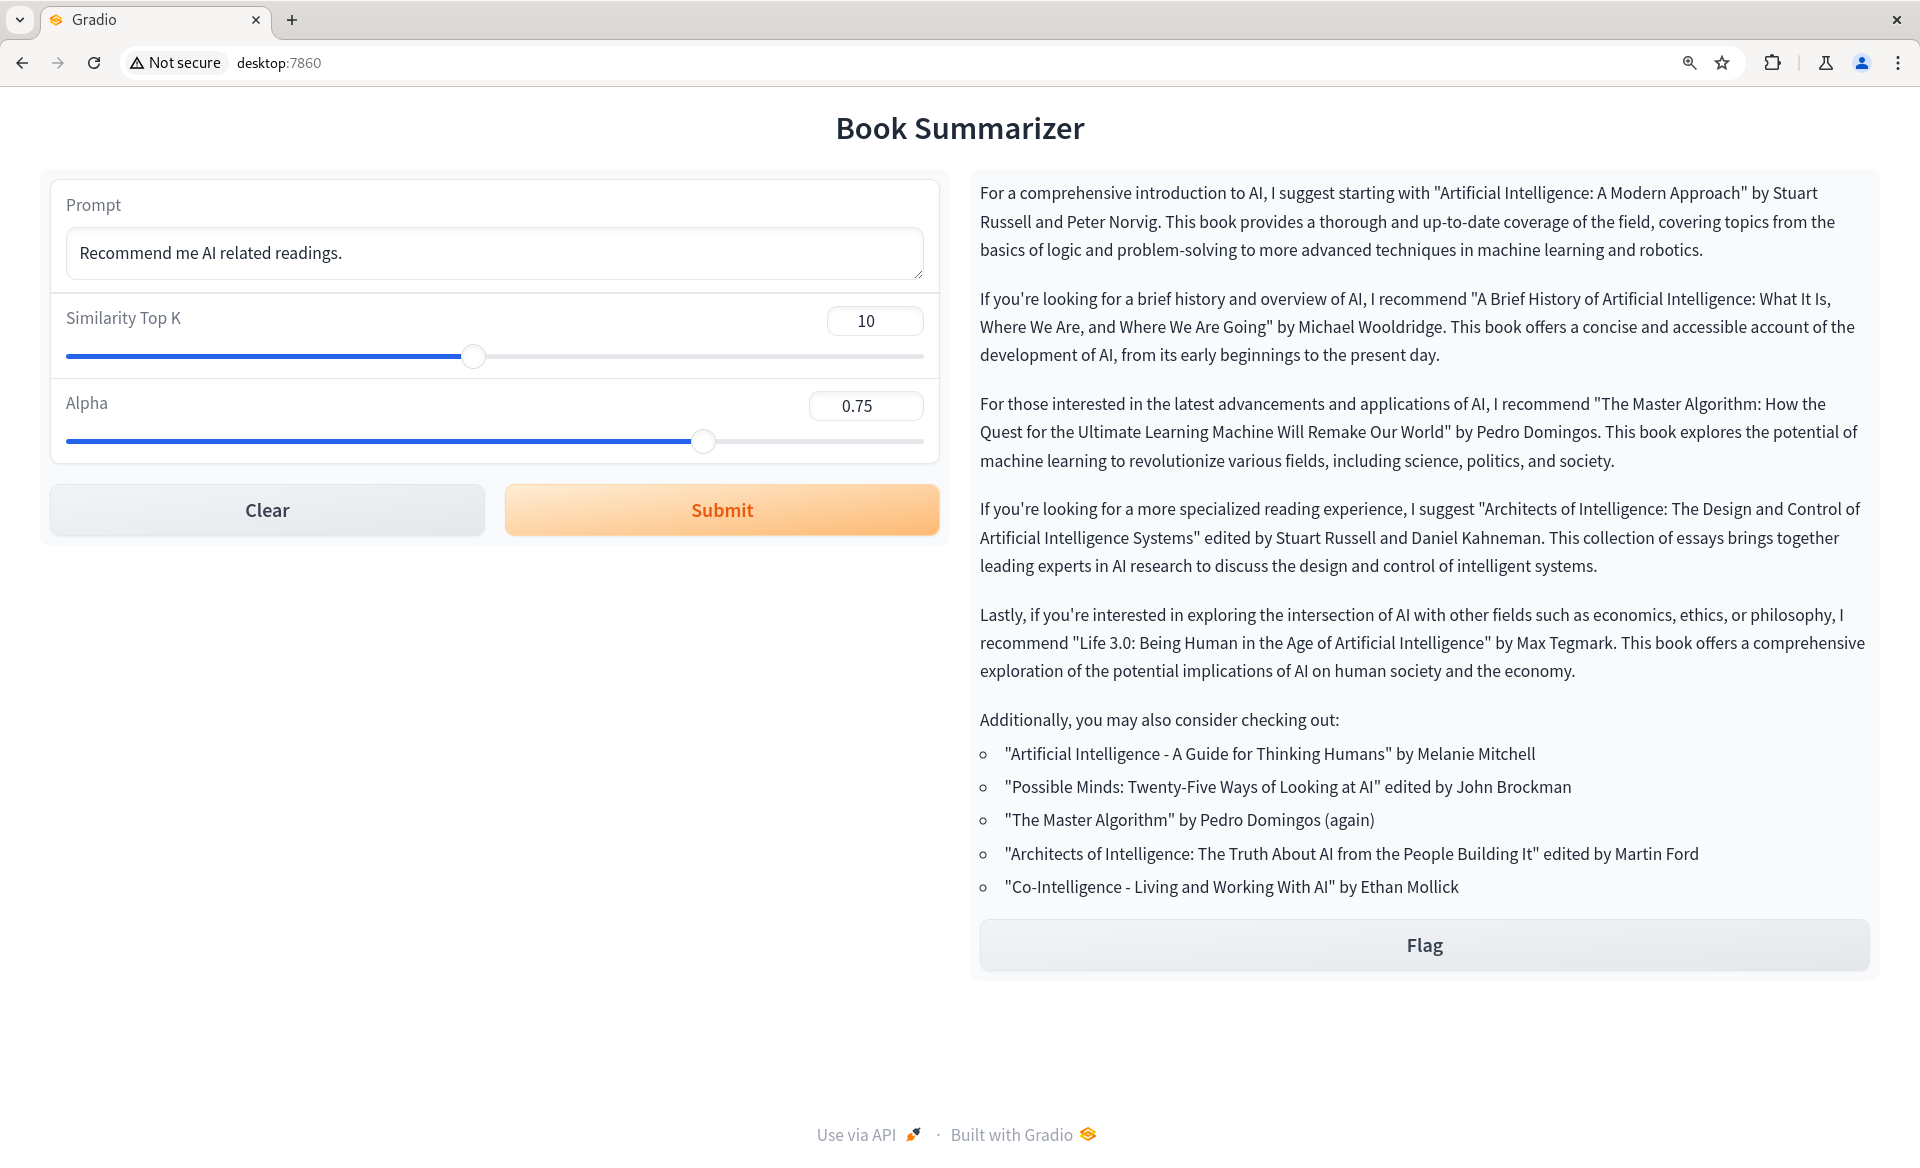 Gradio
Not secure
desktop:7860
Book Summarizer
Prompt
Recommend me AI related readings.
Similarity Top K
10
Alpha
0.75
Clear
Submit
For a comprehensive introduction to AI, I suggest starting with "Artificial Intelligence: A Modern Approach" by Stuart
Russell and Peter Norvig. This book provides a thorough and up-to-date coverage of the field, covering topics from the
basics of logic and problem-solving to more advanced techniques in machine learning and robotics.
If you're looking for a brief history and overview of AI, I recommend "A Brief History of Artificial Intelligence: What It Is,
Where We Are, and Where We Are Going" by Michael Wooldridge. This book offers a concise and accessible account of the
development of AI, from its early beginnings to the present day.
For those interested in the latest advancements and applications of AI, I recommend "The Master Algorithm: How the
Quest for the Ultimate Learning Machine Will Remake Our World" by Pedro Domingos. This book explores the potential of
machine learning to revolutionize various fields, including science, politics, and society.
If you're looking for a more specialized reading experience, I suggest "Architects of Intelligence: The Design and Control of
Artificial Intelligence Systems" edited by Stuart Russell and Daniel Kahneman. This collection of essays brings together
leading experts in AI research to discuss the design and control of intelligent systems.
Lastly, if you're interested in exploring the intersection of AI with other fields such as economics, ethics, or philosophy, I
recommend "Life 3.0: Being Human in the Age of Artificial Intelligence" by Max Tegmark. This book offers a comprehensive
exploration of the potential implications of AI on human society and the economy.
Additionally, you may also consider checking out:
"Artificial Intelligence - A Guide for Thinking Humans" by Melanie Mitchell
"Possible Minds: Twenty-Five Ways of Looking at AI" edited by John Brockman
"The Master Algorithm" by Pedro Domingos (again)
"Architects of Intelligence: The Truth About AI from the People Building It" edited by Martin Ford
"Co-Intelligence - Living and Working With AI" by Ethan Mollick
Flag
Use via API · Built with Gradio